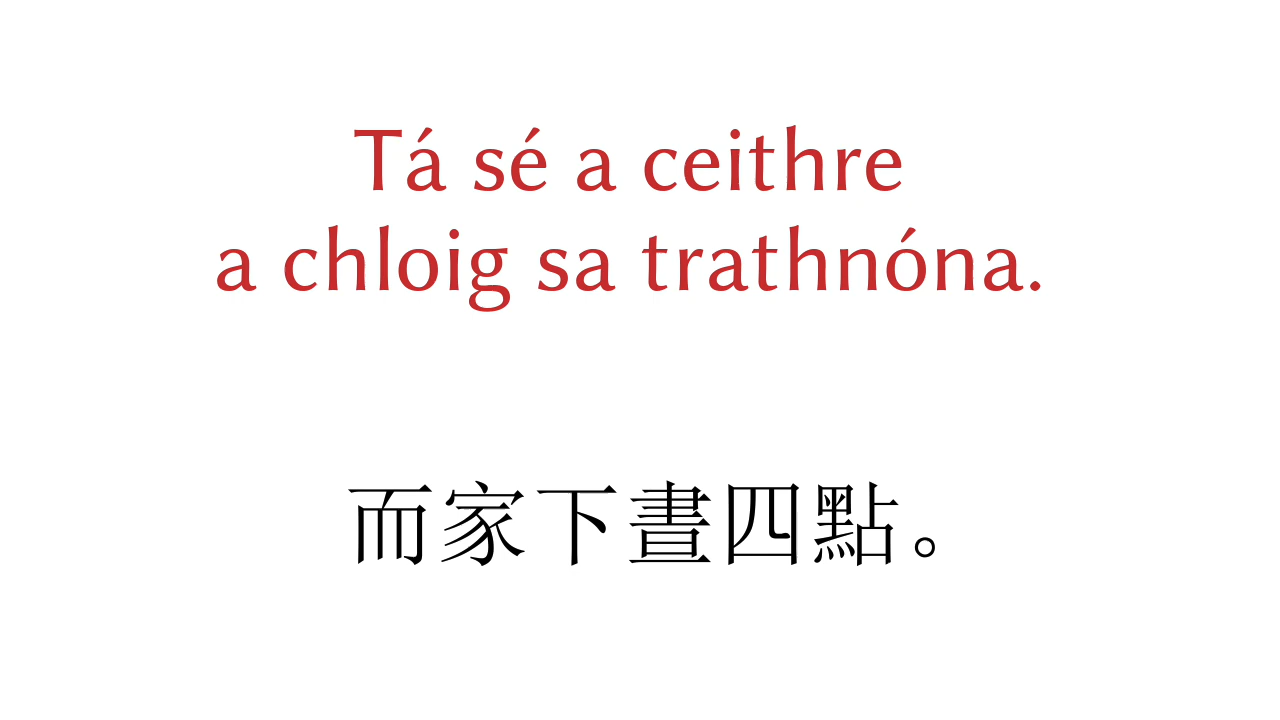 Tá sé a ceithre
a chloig sa trathnóna.
而家下晝四點。